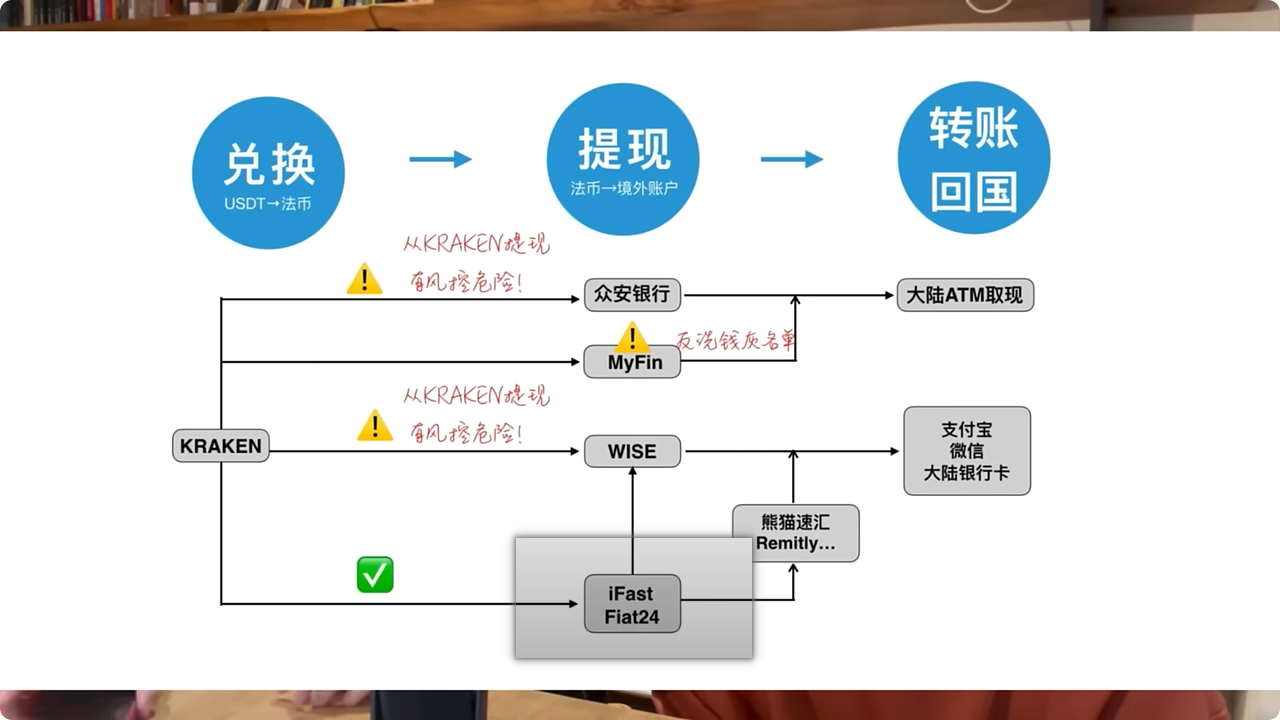 兑换
USDT→法币
提现
法币→境外账户
转账
回国
从KRAKEN提现
有风控危险！
众安银行
大陆ATM取现
反洗钱灰名单
MyFin
从KRAKEN提现
有风控危险！
KRAKEN
WISE
支付宝
微信
大陆银行卡
熊猫速汇
Remitly...
iFast
Fiat24